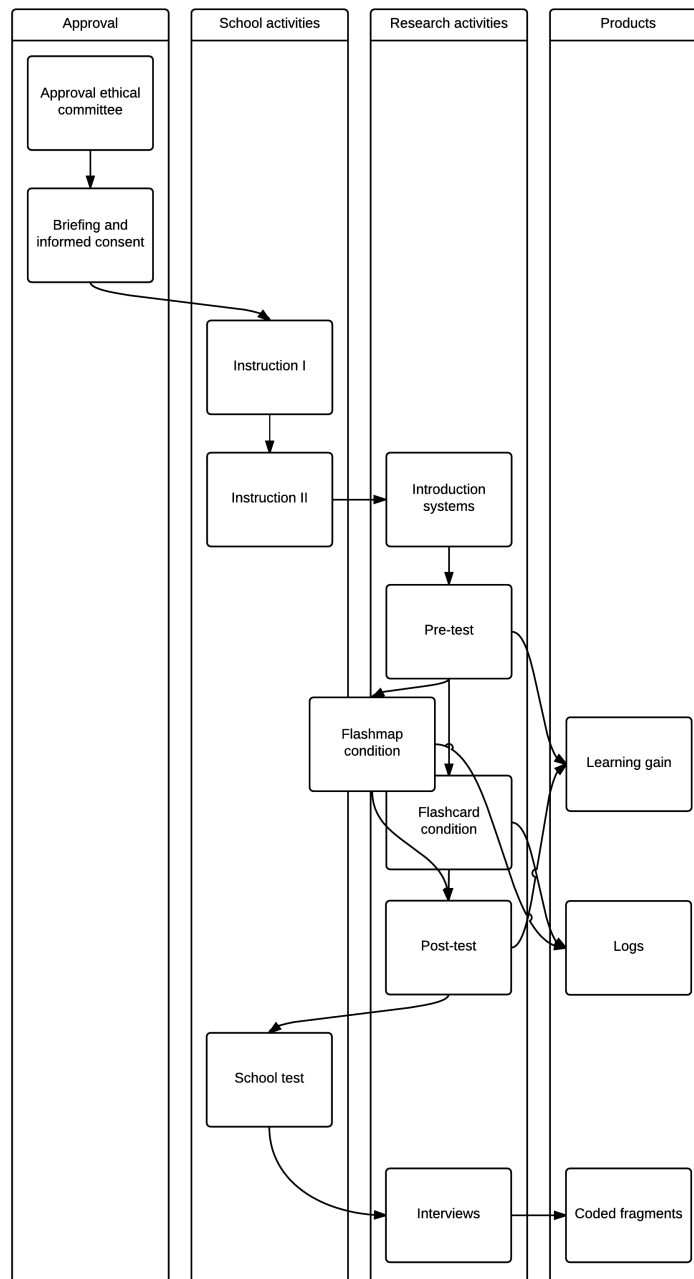 Approval
School activities
Research activities
Products
Approval ethical
committee
Briefing and
informed consent
Instruction I
Instruction II
Introduction
systems
Pre-test
Flashmap
condition
Learning gain
Flashcard
condition
Post-test
Logs
School test
Interviews
Coded fragments